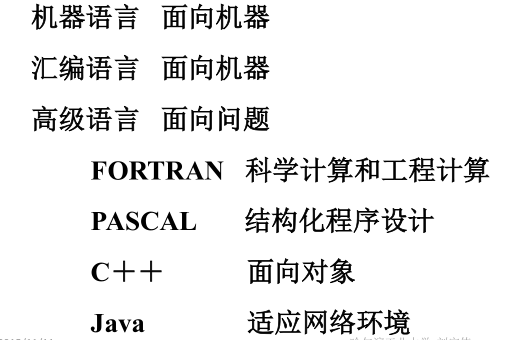 机器语言 面向机器
汇编语言 面向机器
高级语言 面向问题
FORTRAN 科学计算和工程计算
PASCAL 结构化程序设计
C＋＋ 面向对象
Java 适应网络环境